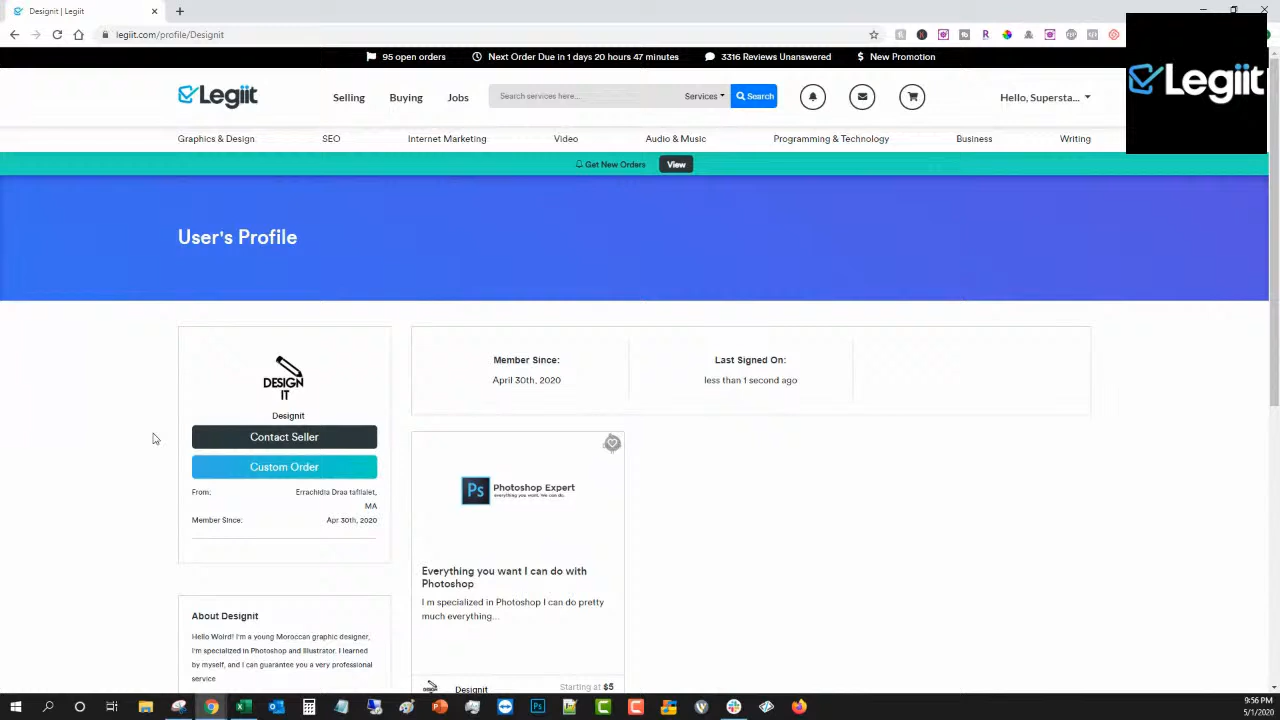 Designit | Legiit
legiit.com/profile/Designit
95 open orders
Next Order Due in 1 days 20 hours 47 minutes
3316 Reviews Unanswered
$ New Promotion
Legiit
Selling
Buying
Jobs
Search services here...
Services
Search
Hello, Supersta...
Legiit
Graphics & Design
SEO
Internet Marketing
Video
Audio & Music
Programming & Technology
Business
Writing
Get New Orders
View
User's Profile
DESIGN
IT
Designit
Contact Seller
Custom Order
From: Errachidia Draa tafilalet,
MA
Member Since: Apr 30th, 2020
Member Since:
April 30th, 2020
Last Signed On:
less than 1 second ago
Ps Photoshop Expert
everything you want. We can do.
Everything you want I can do with
Photoshop
I m specialized in Photoshop I can do pretty
much everything...
DESIGN
Designit
Starting at $5
About Designit
Hello Woird! I'm a young Moroccan graphic designer,
I'm specialized in Photoshop and Illustrator. I learned
by myself, and I can guarantee you a very professional
service
9:56 PM
5/1/2020